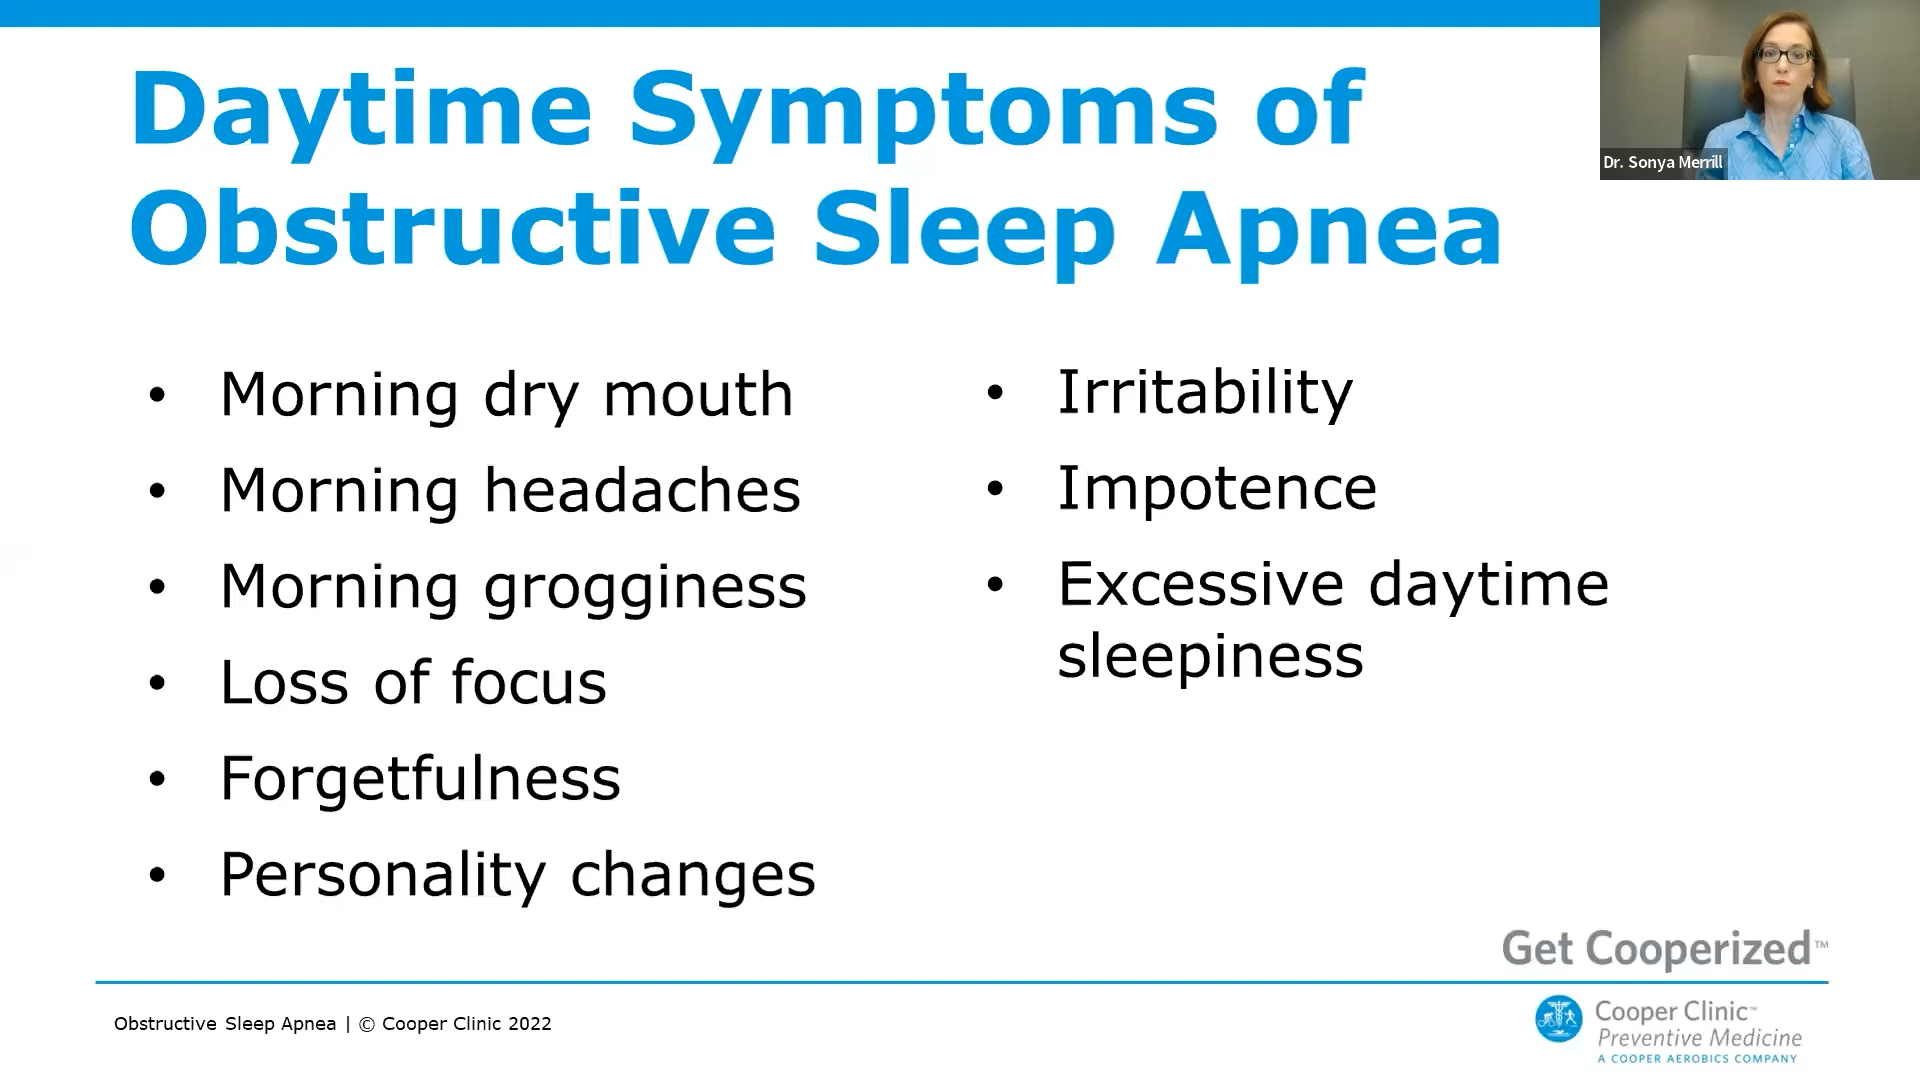 Daytime Symptoms of
Obstructive Sleep Apnea
Dr. Sonya Merrill
• Morning dry mouth
• Morning headaches
• Morning grogginess
• Loss of focus
• Forgetfulness
• Personality changes
• Irritability
• Impotence
• Excessive daytime
sleepiness
Get Cooperized™
Obstructive Sleep Apnea | © Cooper Clinic 2022
Cooper Clinic™
Preventive Medicine
A COOPER AEROBICS COMPANY